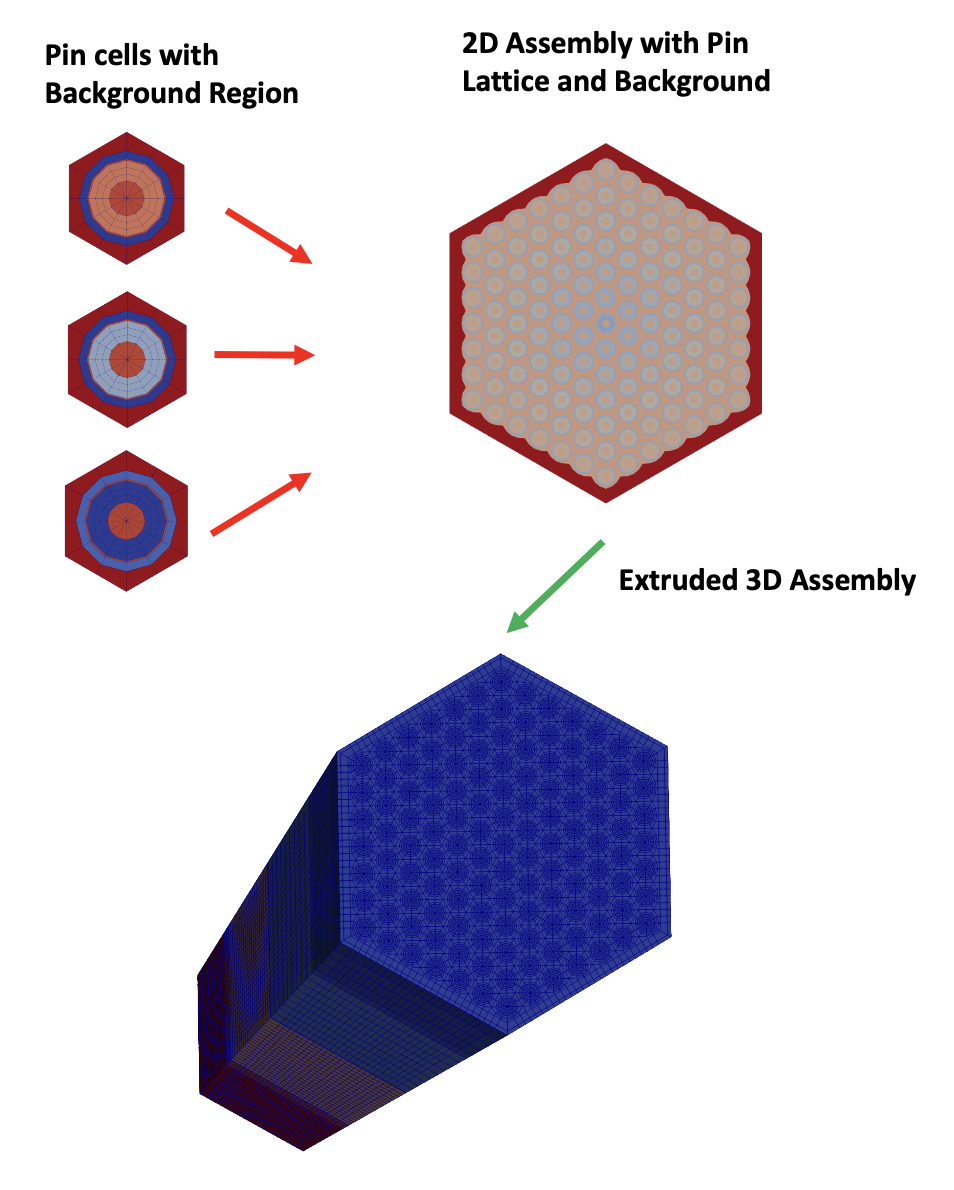 Pin cells with
Background Region
2D Assembly with Pin
Lattice and Background
Extruded 3D Assembly